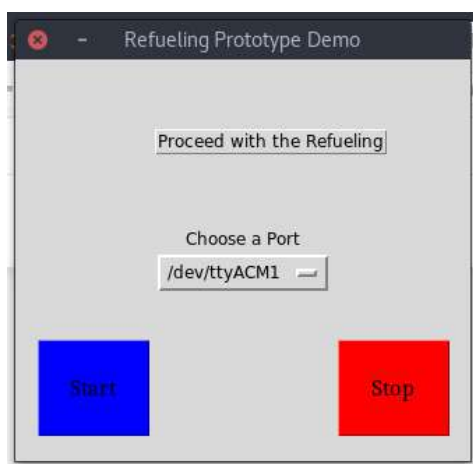 Refueling Prototype Demo
Proceed with the Refueling
Choose a Port
/dev/ttyACM1
Start
Stop